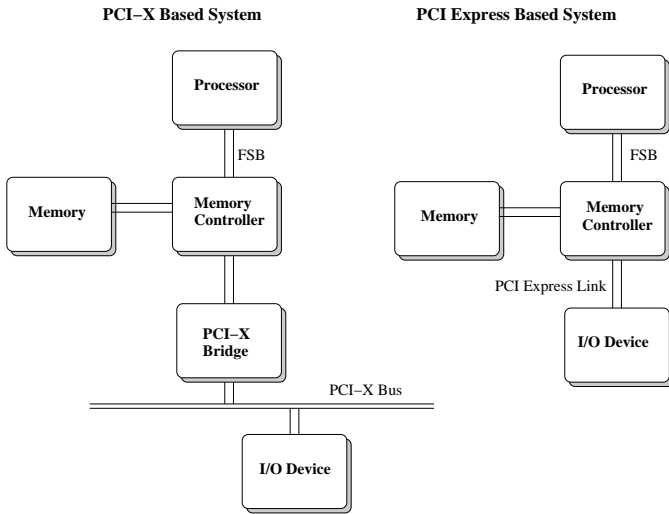 PCI–X Based System
Processor
FSB
Memory
Memory
Controller
PCI–X
Bridge
PCI–X Bus
I/O Device
PCI Express Based System
Processor
FSB
Memory
Memory
Controller
PCI Express Link
I/O Device